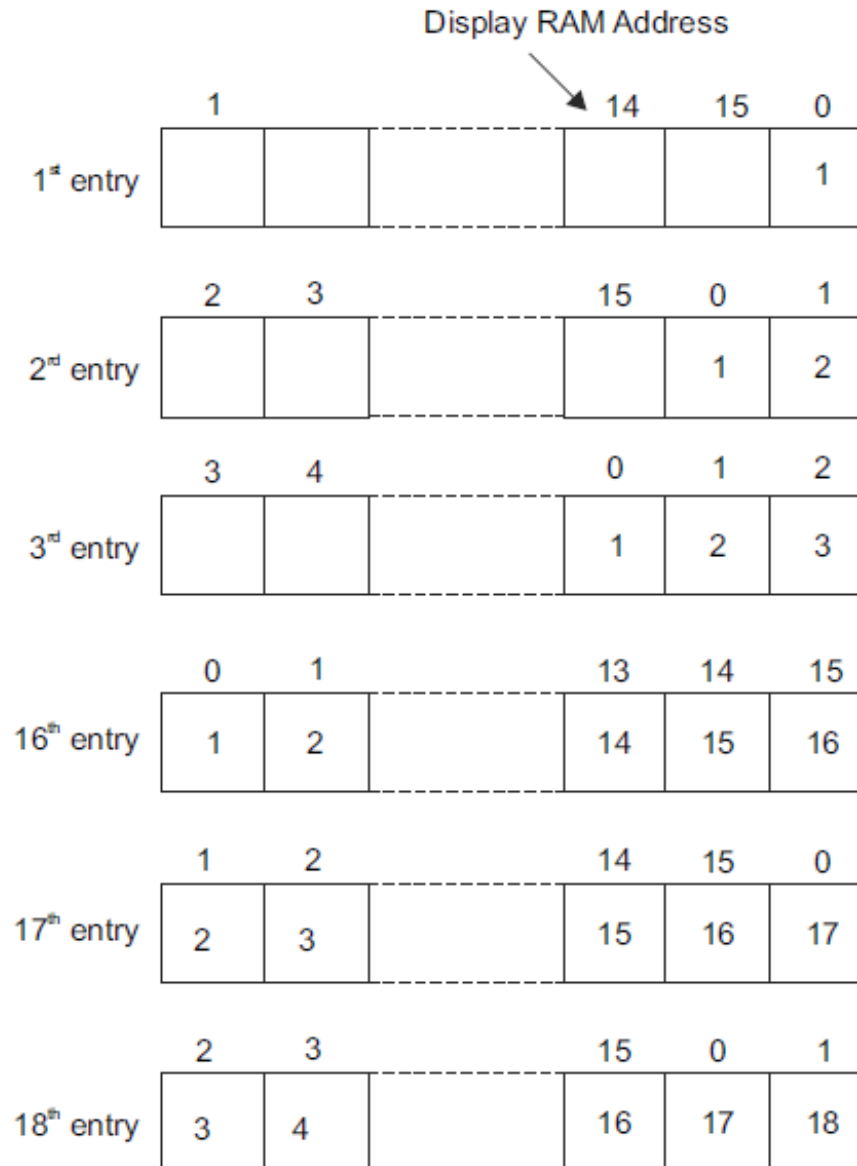 Display RAM Address
1 14 15 0
1st entry 1
2 3 15 0 1
2rd entry 1 2
3 4 0 1 2
3rd entry 1 2 3
0 1 13 14 15
16th entry 1 2 14 15 16
1 2 14 15 0
17th entry 2 3 15 16 17
2 3 15 0 1
18th entry 3 4 16 17 18